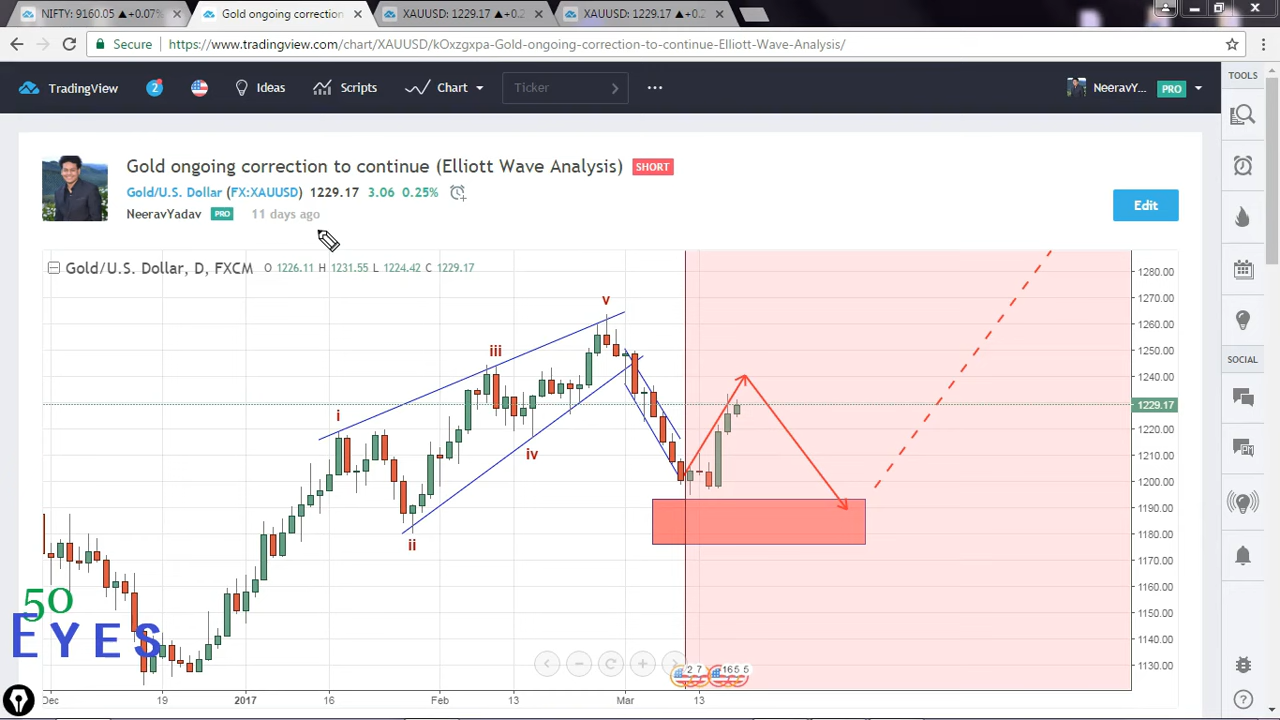 NIFTY: 9160.05 ▲+0.07%
Gold ongoing correction
XAUUSD: 1229.17 ▲+0.2
XAUUSD: 1229.17 ▲+0.2
Secure
https://www.tradingview.com/chart/XAUUSD/kOxzgxpa-Gold-ongoing-correction-to-continue-Elliott-Wave-Analysis/
TradingView 2 Ideas Scripts Chart Ticker NeeravY... PRO
TOOLS
Gold ongoing correction to continue (Elliott Wave Analysis) SHORT
Gold/U.S. Dollar (FX:XAUUSD) 1229.17 3.06 0.25%
NeeravYadav PRO 11 days ago
Edit
Gold/U.S. Dollar, D, FXCM O 1226.11 H 1231.55 L 1224.42 C 1229.17
1280.00
1270.00
1260.00
1250.00
1240.00
1229.17
1220.00
1210.00
1200.00
1190.00
1180.00
1170.00
1160.00
1150.00
1140.00
1130.00
v
iii
i
iv
ii
SOCIAL
50
EYES
2 7 16 5 5
Dec 19 2017 16 Feb 13 Mar 13